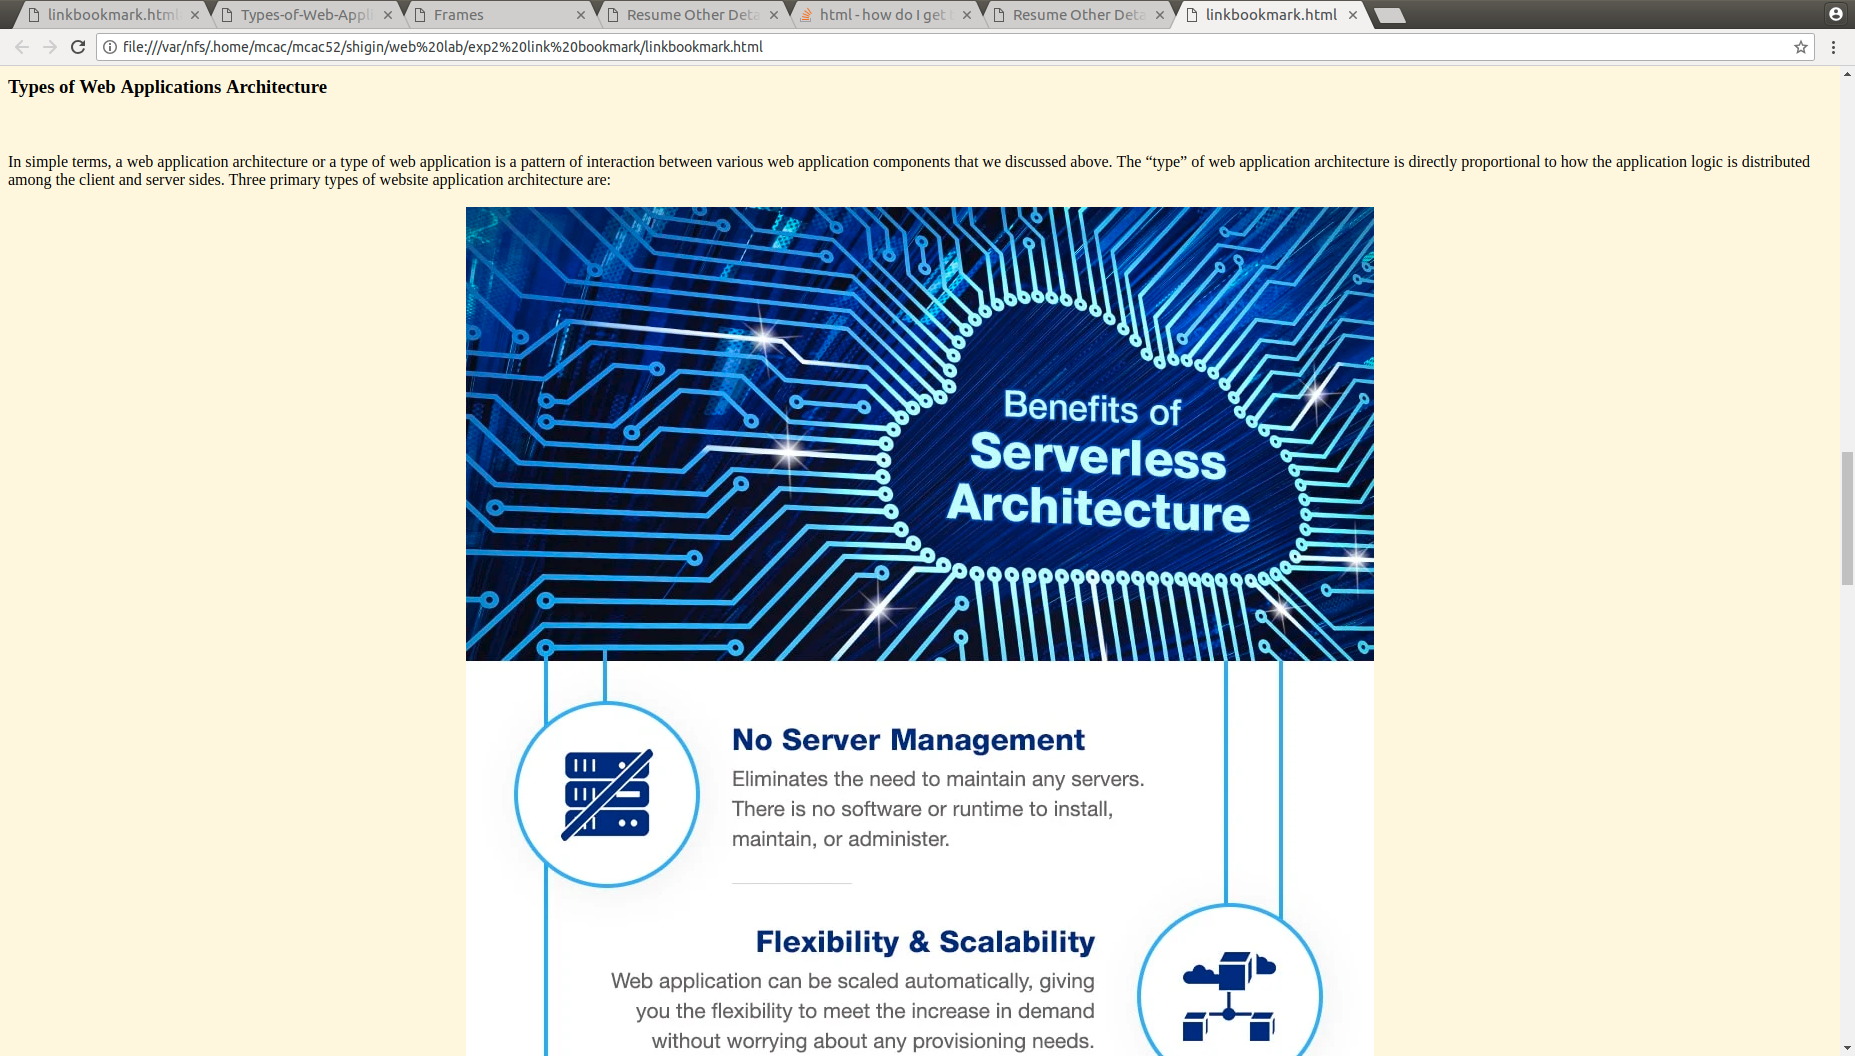 linkbookmark.html
Types-of-Web-Appli
Frames
Resume Other Deta
html - how do I get
Resume Other Deta
linkbookmark.html
file:///var/nfs/.home/mcac/mcac52/shigin/web%20lab/exp2%20link%20bookmark/linkbookmark.html
Types of Web Applications Architecture
In simple terms, a web application architecture or a type of web application is a pattern of interaction between various web application components that we discussed above. The “type” of web application architecture is directly proportional to how the application logic is distributed
among the client and server sides. Three primary types of website application architecture are:
Benefits of
Serverless
Architecture
No Server Management
Eliminates the need to maintain any servers.
There is no software or runtime to install,
maintain, or administer.
Flexibility & Scalability
Web application can be scaled automatically, giving
you the flexibility to meet the increase in demand
without worrying about any provisioning needs.